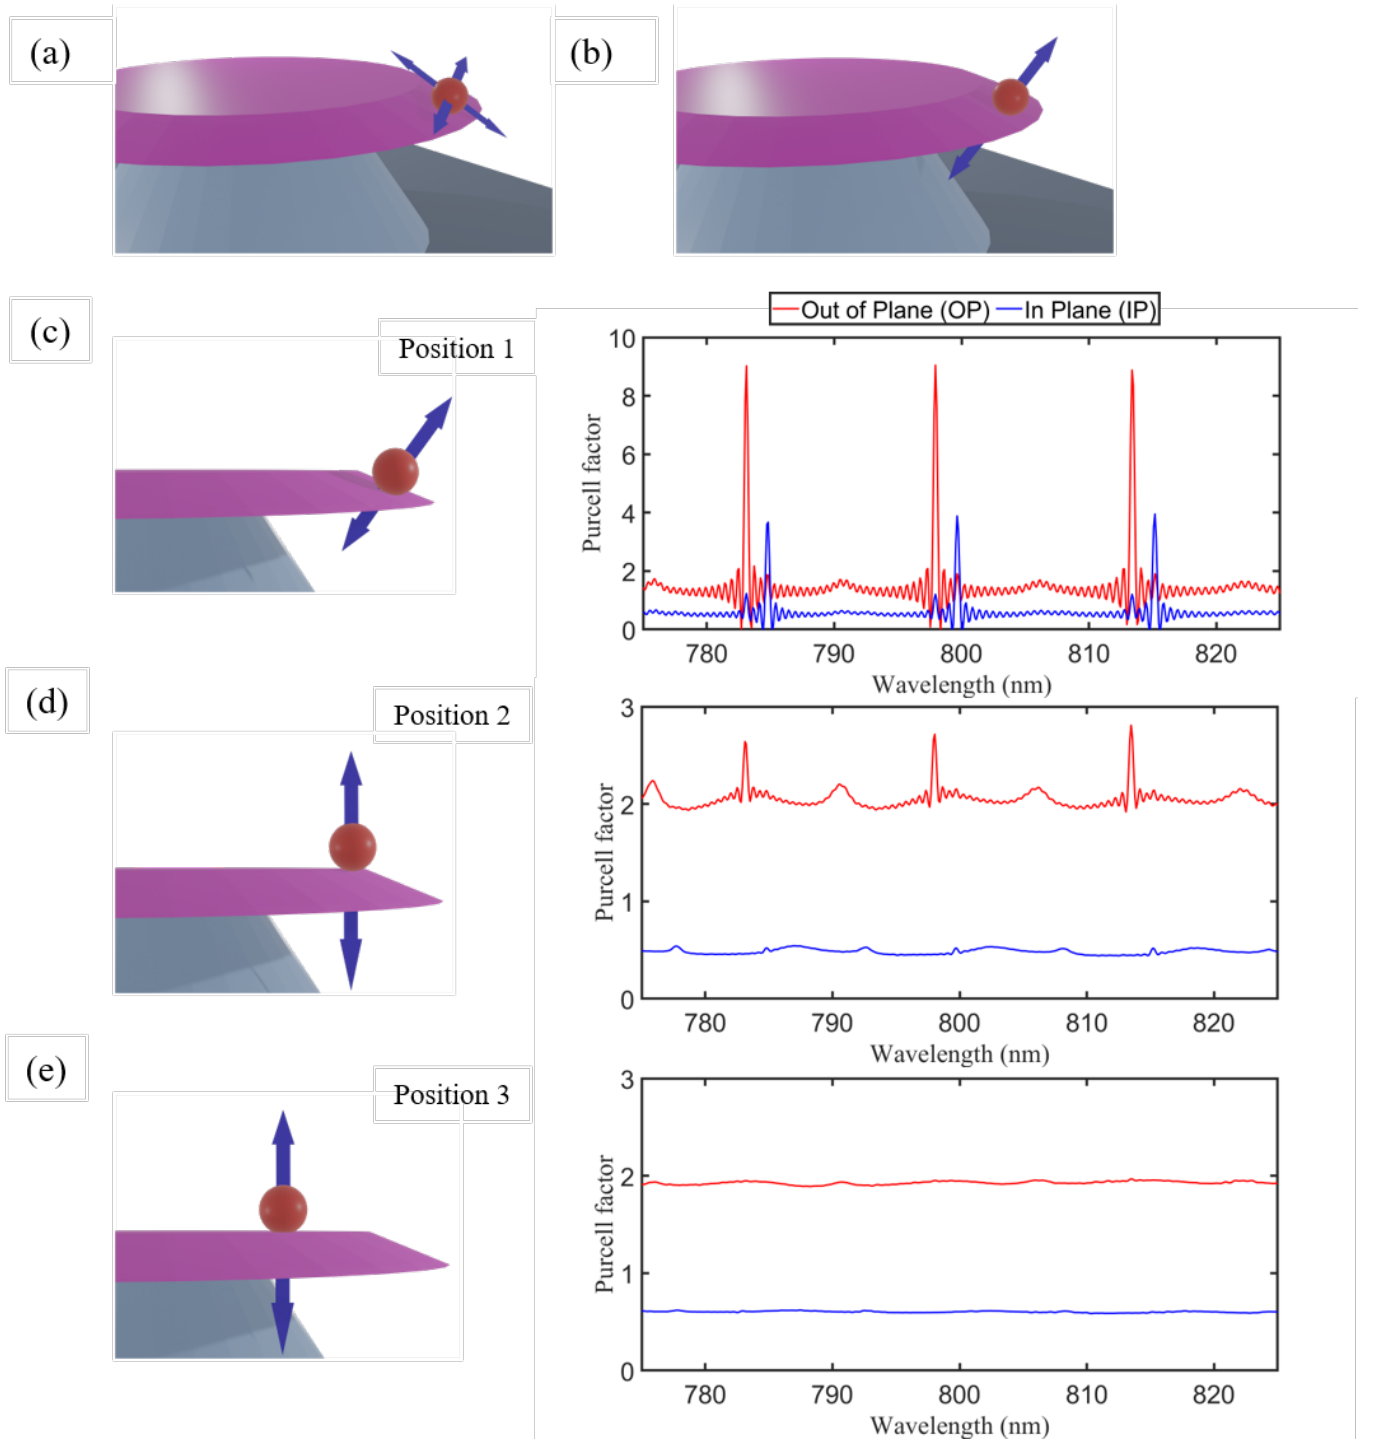 (a)
(b)
(c)
Position 1
Out of Plane (OP) In Plane (IP)
10
8
6
4
2
0
Purcell factor
780 790 800 810 820
Wavelength (nm)
(d)
Position 2
3
2
1
0
Purcell factor
780 790 800 810 820
Wavelength (nm)
(e)
Position 3
3
2
1
0
Purcell factor
780 790 800 810 820
Wavelength (nm)